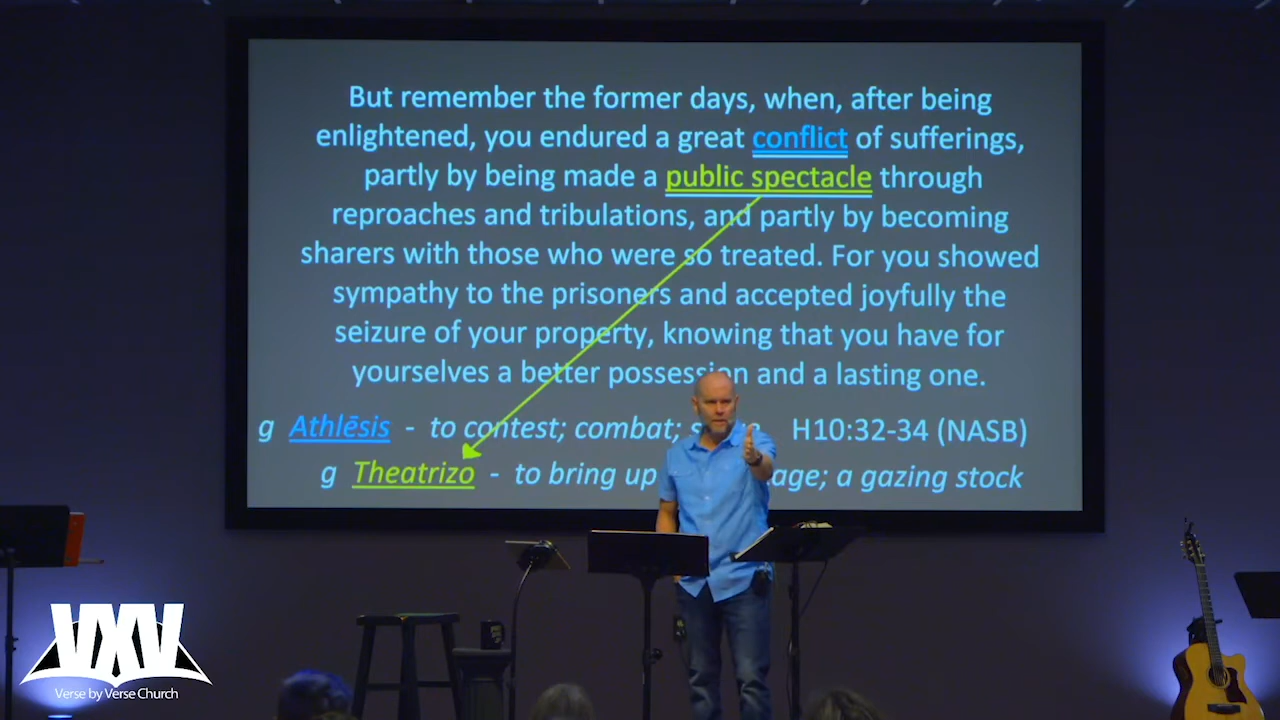 But remember the former days, when, after being
enlightened, you endured a great conflict of sufferings,
partly by being made a public spectacle through
reproaches and tribulations, and partly by becoming
sharers with those who were so treated. For you showed
sympathy to the prisoners and accepted joyfully the
seizure of your property, knowing that you have for
yourselves a better possession and a lasting one.
g Athlēsis - to contest; combat; H10:32-34 (NASB)
g Theatrizo - to bring up a gazing stock
VXV
Verse by Verse Church